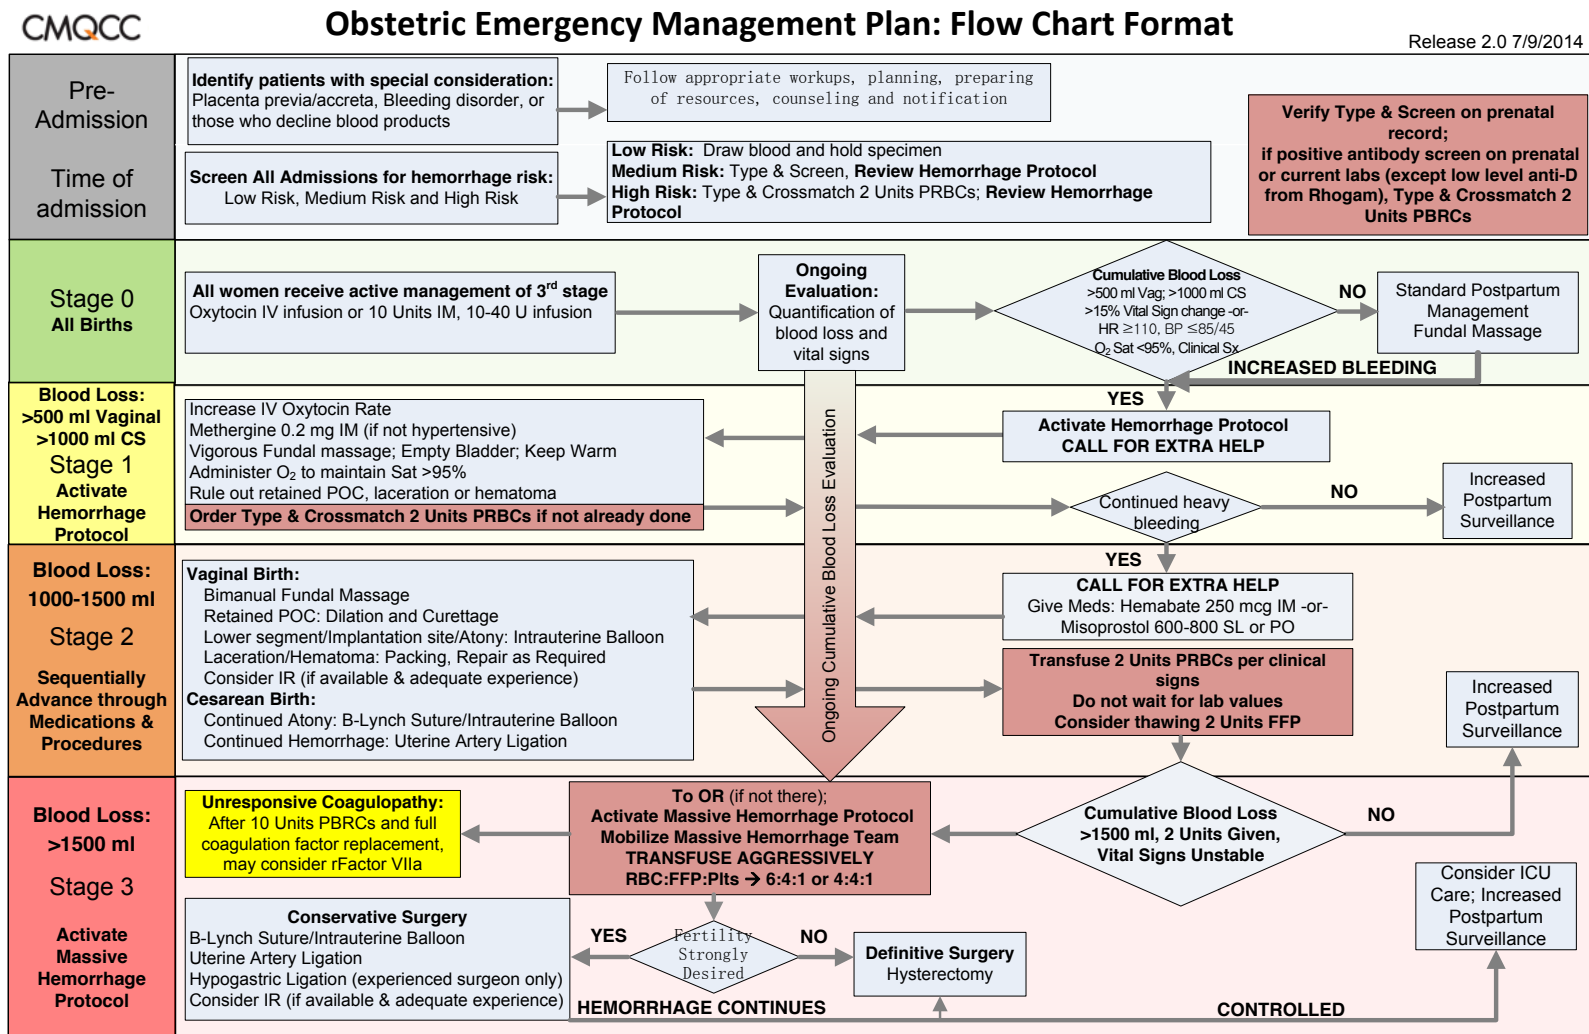 CMQCC
Obstetric Emergency Management Plan: Flow Chart Format
Release 2.0 7/9/2014
Pre-
Admission
Time of
admission
Identify patients with special consideration:
Placenta previa/accreta, Bleeding disorder, or
those who decline blood products
Follow appropriate workups, planning, preparing
of resources, counseling and notification
Screen All Admissions for hemorrhage risk:
Low Risk, Medium Risk and High Risk
Low Risk: Draw blood and hold specimen
Medium Risk: Type & Screen, Review Hemorrhage Protocol
High Risk: Type & Crossmatch 2 Units PRBCs; Review Hemorrhage
Protocol
Verify Type & Screen on prenatal
record;
if positive antibody screen on prenatal
or current labs (except low level anti-D
from Rhogam), Type & Crossmatch 2
Units PBRCs
Stage 0
All Births
All women receive active management of 3rd stage
Oxytocin IV infusion or 10 Units IM, 10-40 U infusion
Ongoing
Evaluation:
Quantification of
blood loss and
vital signs
Cumulative Blood Loss
>500 ml Vag; >1000 ml CS
>15% Vital Sign change -or-
HR ≥110, BP ≤85/45
O2 Sat <95%, Clinical Sx
NO
Standard Postpartum
Management
Fundal Massage
INCREASED BLEEDING
YES
Blood Loss:
>500 ml Vaginal
>1000 ml CS
Stage 1
Activate
Hemorrhage
Protocol
Increase IV Oxytocin Rate
Methergine 0.2 mg IM (if not hypertensive)
Vigorous Fundal massage; Empty Bladder; Keep Warm
Administer O2 to maintain Sat >95%
Rule out retained POC, laceration or hematoma
Order Type & Crossmatch 2 Units PRBCs if not already done
Ongoing Cumulative Blood Loss Evaluation
Activate Hemorrhage Protocol
CALL FOR EXTRA HELP
Continued heavy
bleeding
NO
Increased
Postpartum
Surveillance
YES
Blood Loss:
1000-1500 ml
Stage 2
Sequentially
Advance through
Medications &
Procedures
Vaginal Birth:
Bimanual Fundal Massage
Retained POC: Dilation and Curettage
Lower segment/Implantation site/Atony: Intrauterine Balloon
Laceration/Hematoma: Packing, Repair as Required
Consider IR (if available & adequate experience)
Cesarean Birth:
Continued Atony: B-Lynch Suture/Intrauterine Balloon
Continued Hemorrhage: Uterine Artery Ligation
CALL FOR EXTRA HELP
Give Meds: Hemabate 250 mcg IM -or-
Misoprostol 600-800 SL or PO
Transfuse 2 Units PRBCs per clinical
signs
Do not wait for lab values
Consider thawing 2 Units FFP
Increased
Postpartum
Surveillance
Blood Loss:
>1500 ml
Stage 3
Activate
Massive
Hemorrhage
Protocol
Unresponsive Coagulopathy:
After 10 Units PBRCs and full
coagulation factor replacement,
may consider rFactor VIIa
To OR (if not there);
Activate Massive Hemorrhage Protocol
Mobilize Massive Hemorrhage Team
TRANSFUSE AGGRESSIVELY
RBC:FFP:Plts → 6:4:1 or 4:4:1
Cumulative Blood Loss
>1500 ml, 2 Units Given,
Vital Signs Unstable
NO
Consider ICU
Care; Increased
Postpartum
Surveillance
Conservative Surgery
B-Lynch Suture/Intrauterine Balloon
Uterine Artery Ligation
Hypogastric Ligation (experienced surgeon only)
Consider IR (if available & adequate experience)
YES
Fertility
Strongly
Desired
NO
Definitive Surgery
Hysterectomy
HEMORRHAGE CONTINUES
CONTROLLED